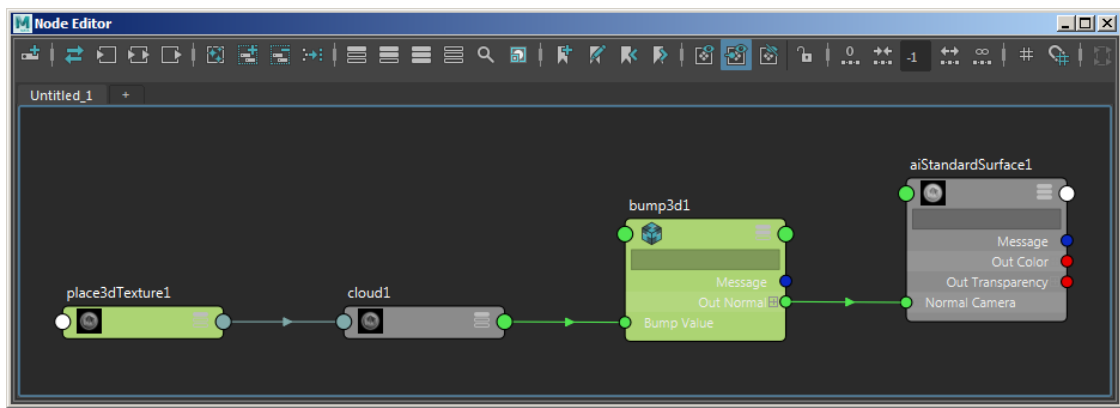 Node Editor
0
-1
∞
Untitled_1 +
aiStandardSurface1
bump3d1
Message
Out Color
Message
Out Transparency
place3dTexture1
cloud1
Out Normal
Normal Camera
Bump Value